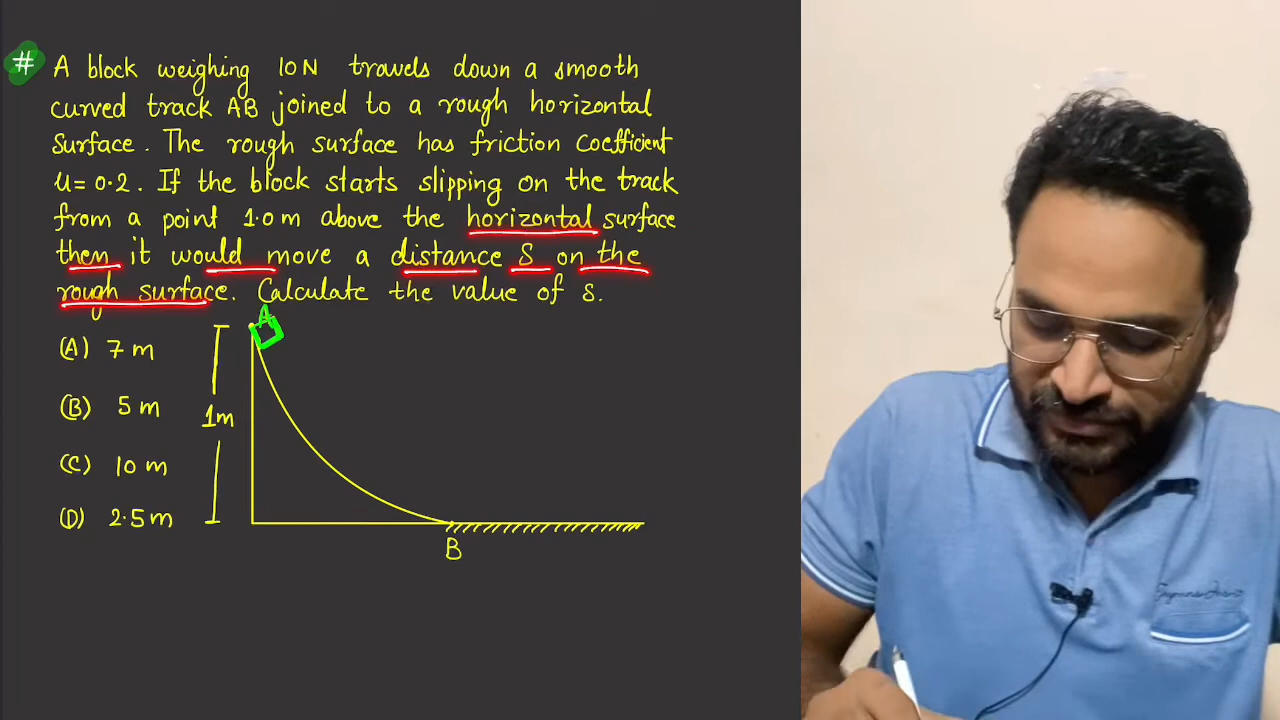 # A block weighing 10N travels down a smooth
curved track AB joined to a rough horizontal
Surface. The rough surface has friction coefficient
μ= 0.2. If the block starts slipping on the track
from a point 1.0 m above the horizontal surface
then it would move a distance S on the
rough surface. Calculate the value of S.
A
(A) 7 m
(B) 5 m
1m
(C) 10 m
(D) 2.5 m
B